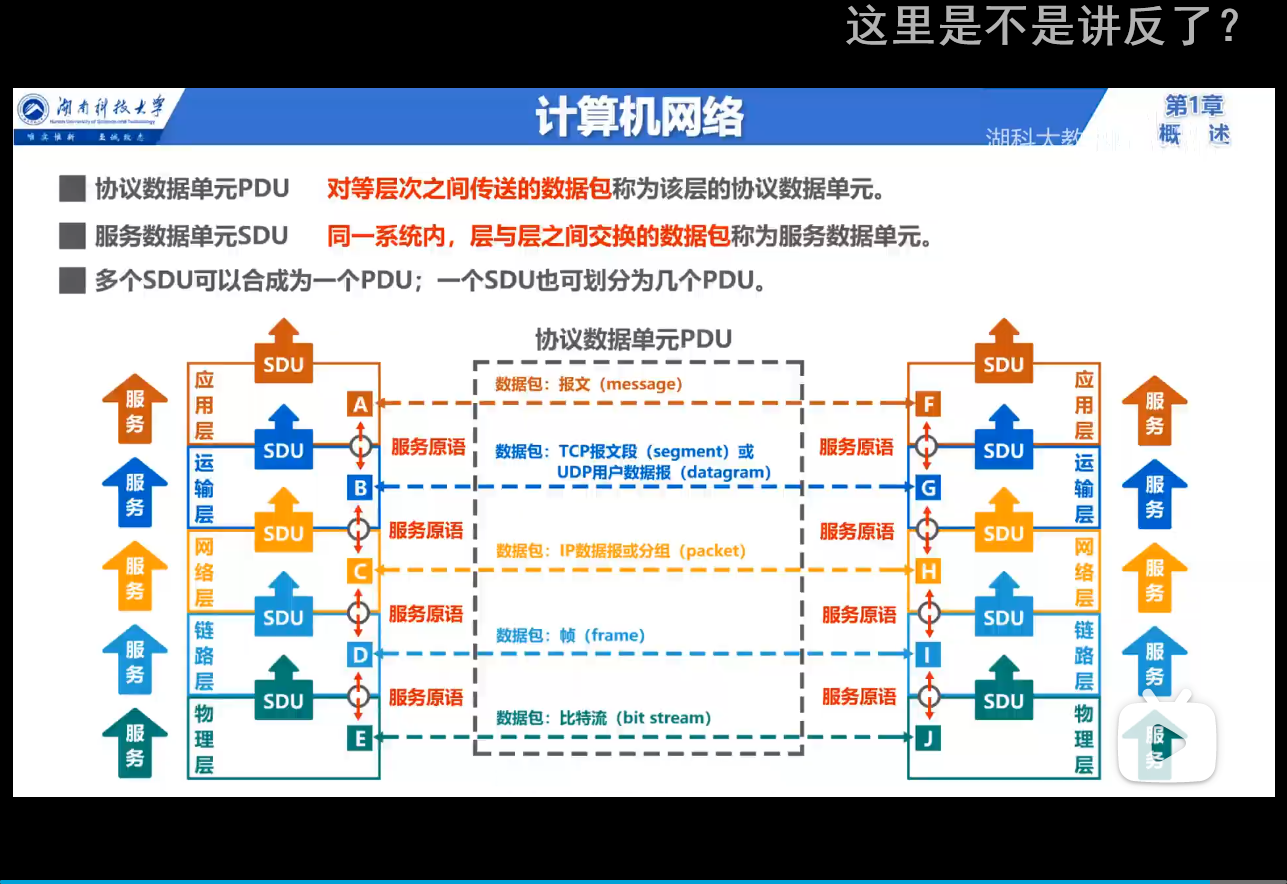 这里是不是讲反了？
湖南科技大学
Hunan University of Science and Technology
唯实惟新 至诚致志
计算机网络
第1章
概 述
湖科大教
协议数据单元PDU 对等层次之间传送的数据包称为该层的协议数据单元。
服务数据单元SDU 同一系统内，层与层之间交换的数据包称为服务数据单元。
多个SDU可以合成为一个PDU；一个SDU也可划分为几个PDU。
协议数据单元PDU
服务
应用层
SDU
A
数据包：报文（message）
F
SDU
应用层
服务
服务原语
服务原语
服务
运输层
SDU
B
数据包：TCP报文段（segment）或
UDP用户数据报（datagram）
G
SDU
运输层
服务
服务原语
服务原语
服务
网络层
SDU
C
数据包：IP数据报或分组（packet）
H
SDU
网络层
服务
服务原语
服务原语
服务
链路层
SDU
D
数据包：帧（frame）
I
SDU
链路层
服务
服务原语
服务原语
服务
物理层
SDU
E
数据包：比特流（bit stream）
J
SDU
物理层
服务